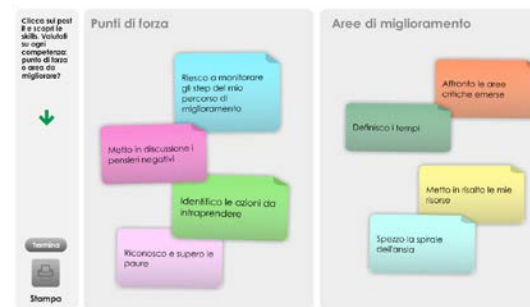 Clicca sui post
it e scopri le
skills. Valutati
su ogni
competenza:
punto di forza
o area da
migliorare?
Termina
Stampa
Punti di forza
Riesco a monitorare
gli step del mio
percorso di
miglioramento
Metto in discussione i
pensieri negativi
Identifico le azioni da
intraprendere
Riconosco e supero le
paure
Aree di miglioramento
Affronto le aree
critiche emerse
Definisco i tempi
Metto in risalto le mie
risorse
Spezzo la spirale
dell'ansia